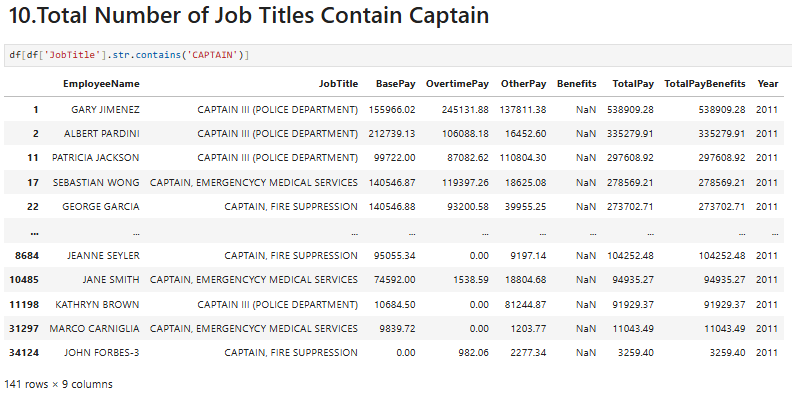 10.Total Number of Job Titles Contain Captain
df[df['JobTitle'].str.contains('CAPTAIN')]
EmployeeName JobTitle BasePay OvertimePay OtherPay Benefits TotalPay TotalPayBenefits Year
1 GARY JIMENEZ CAPTAIN III (POLICE DEPARTMENT) 155966.02 245131.88 137811.38 NaN 538909.28 538909.28 2011
2 ALBERT PARDINI CAPTAIN III (POLICE DEPARTMENT) 212739.13 106088.18 16452.60 NaN 335279.91 335279.91 2011
11 PATRICIA JACKSON CAPTAIN III (POLICE DEPARTMENT) 99722.00 87082.62 110804.30 NaN 297608.92 297608.92 2011
17 SEBASTIAN WONG CAPTAIN, EMERGENCYCY MEDICAL SERVICES 140546.87 119397.26 18625.08 NaN 278569.21 278569.21 2011
22 GEORGE GARCIA CAPTAIN, FIRE SUPPRESSION 140546.88 93200.58 39955.25 NaN 273702.71 273702.71 2011
... ... ... ... ... ... ... ... ... ...
8684 JEANNE SEYLER CAPTAIN, FIRE SUPPRESSION 95055.34 0.00 9197.14 NaN 104252.48 104252.48 2011
10485 JANE SMITH CAPTAIN, EMERGENCYCY MEDICAL SERVICES 74592.00 1538.59 18804.68 NaN 94935.27 94935.27 2011
11198 KATHRYN BROWN CAPTAIN III (POLICE DEPARTMENT) 10684.50 0.00 81244.87 NaN 91929.37 91929.37 2011
31297 MARCO CARNIGLIA CAPTAIN, EMERGENCYCY MEDICAL SERVICES 9839.72 0.00 1203.77 NaN 11043.49 11043.49 2011
34124 JOHN FORBES-3 CAPTAIN, FIRE SUPPRESSION 0.00 982.06 2277.34 NaN 3259.40 3259.40 2011
141 rows × 9 columns